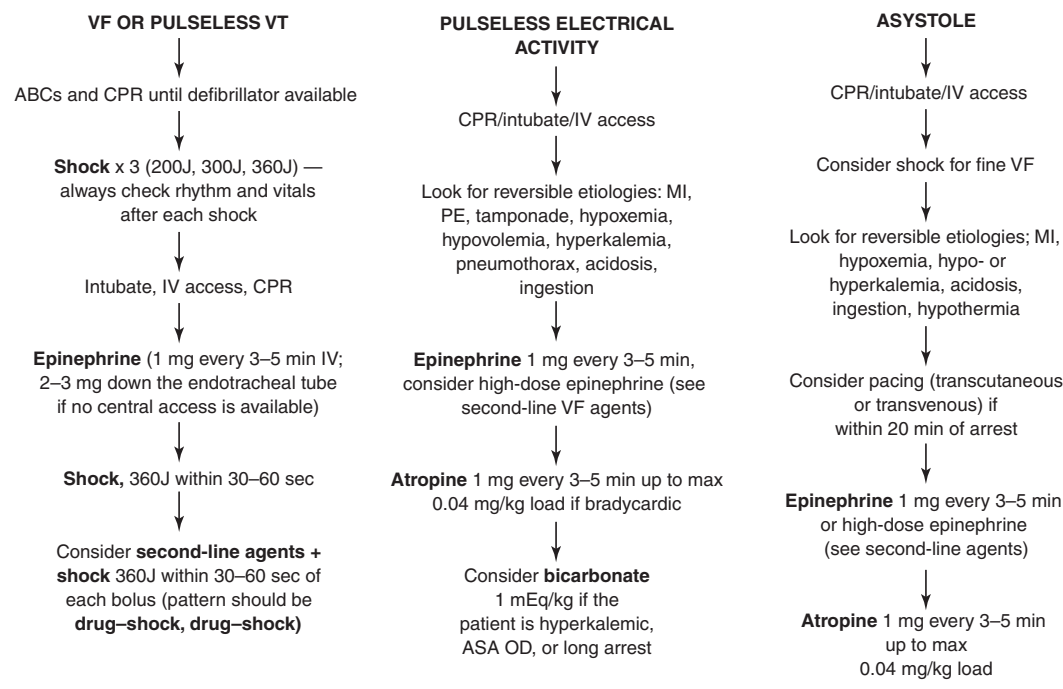 VF OR PULSELESS VT
ABCs and CPR until defibrillator available
Shock x 3 (200J, 300J, 360J) —
always check rhythm and vitals
after each shock
Intubate, IV access, CPR
Epinephrine (1 mg every 3–5 min IV;
2–3 mg down the endotracheal tube
if no central access is available)
Shock, 360J within 30–60 sec
Consider second-line agents +
shock 360J within 30–60 sec of
each bolus (pattern should be
drug–shock, drug–shock)
PULSELESS ELECTRICAL
ACTIVITY
CPR/intubate/IV access
Look for reversible etiologies: MI,
PE, tamponade, hypoxemia,
hypovolemia, hyperkalemia,
pneumothorax, acidosis,
ingestion
Epinephrine 1 mg every 3–5 min,
consider high-dose epinephrine (see
second-line VF agents)
Atropine 1 mg every 3–5 min up to max
0.04 mg/kg load if bradycardic
Consider bicarbonate
1 mEq/kg if the
patient is hyperkalemic,
ASA OD, or long arrest
ASYSTOLE
CPR/intubate/IV access
Consider shock for fine VF
Look for reversible etiologies; MI,
hypoxemia, hypo- or
hyperkalemia, acidosis,
ingestion, hypothermia
Consider pacing (transcutaneous
or transvenous) if
within 20 min of arrest
Epinephrine 1 mg every 3–5 min
or high-dose epinephrine
(see second-line agents)
Atropine 1 mg every 3–5 min
up to max
0.04 mg/kg load